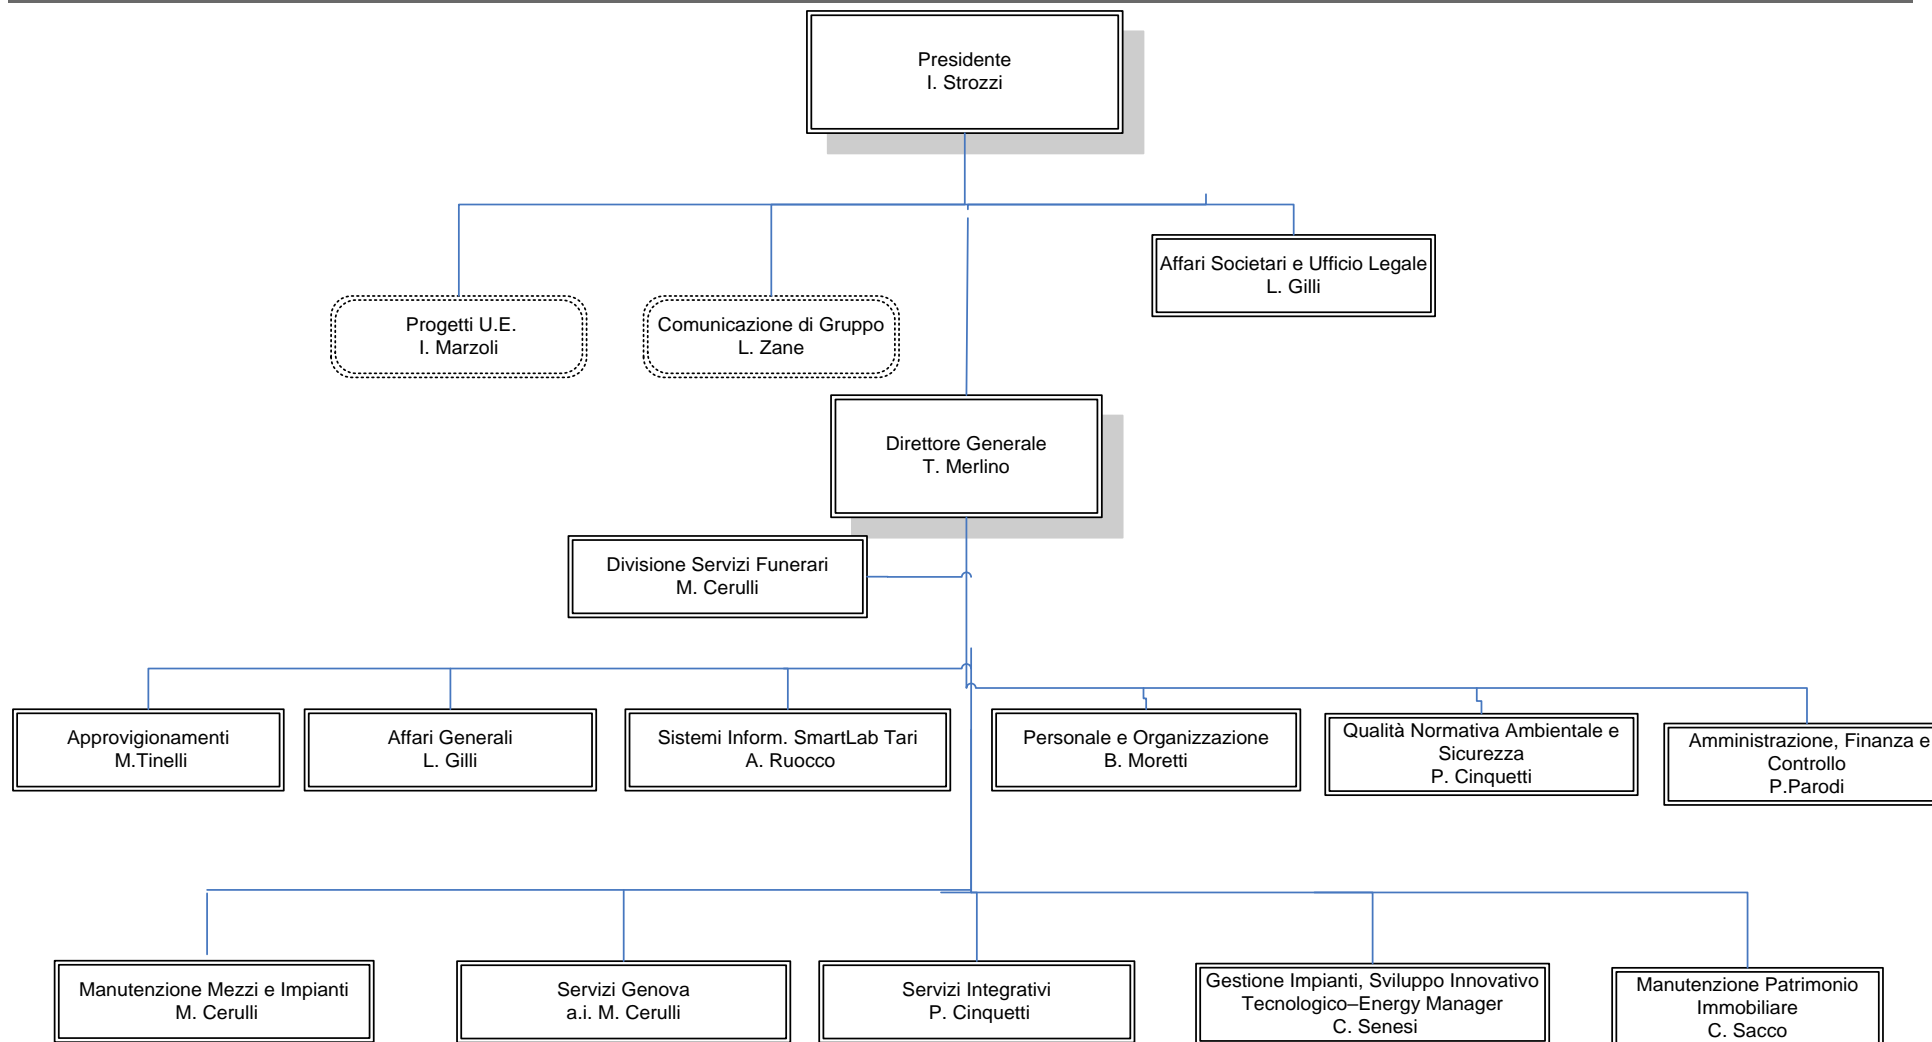 Presidente
I. Strozzi
Affari Societari e Ufficio Legale
L. Gilli
Progetti U.E.
I. Marzoli
Comunicazione di Gruppo
L. Zane
Direttore Generale
T. Merlino
Divisione Servizi Funerari
M. Cerulli
Approvigionamenti
M.Tinelli
Affari Generali
L. Gilli
Sistemi Inform. SmartLab Tari
A. Ruocco
Personale e Organizzazione
B. Moretti
Qualità Normativa Ambientale e
Sicurezza
P. Cinquetti
Amministrazione, Finanza e
Controllo
P.Parodi
Manutenzione Mezzi e Impianti
M. Cerulli
Servizi Genova
a.i. M. Cerulli
Servizi Integrativi
P. Cinquetti
Gestione Impianti, Sviluppo Innovativo
Tecnologico–Energy Manager
C. Senesi
Manutenzione Patrimonio
Immobiliare
C. Sacco